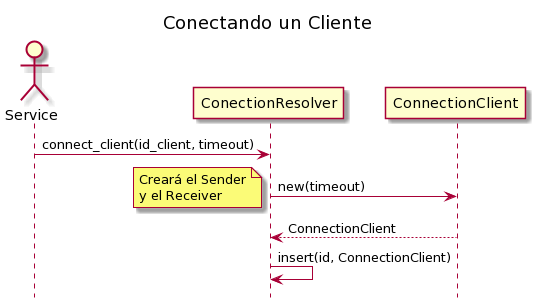 Conectando un Cliente
Service
ConectionResolver
ConnectionClient
connect_client(id_client, timeout)
Creará el Sender
y el Receiver
new(timeout)
ConnectionClient
insert(id, ConnectionClient)